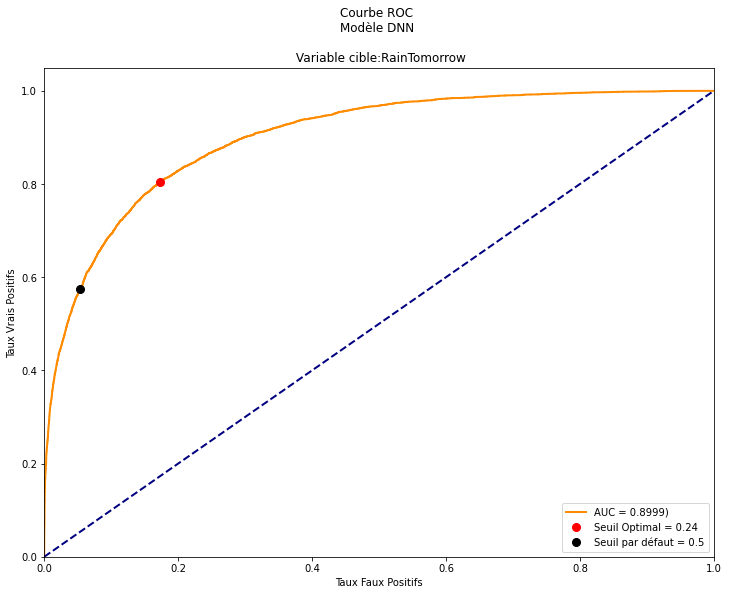 Courbe ROC
Modèle DNN
Variable cible:RainTomorrow
1.0
0.8
0.6
0.4
0.2
0.0
Taux Vrais Positifs
0.0 0.2 0.4 0.6 0.8 1.0
Taux Faux Positifs
AUC = 0.8999)
Seuil Optimal = 0.24
Seuil par défaut = 0.5